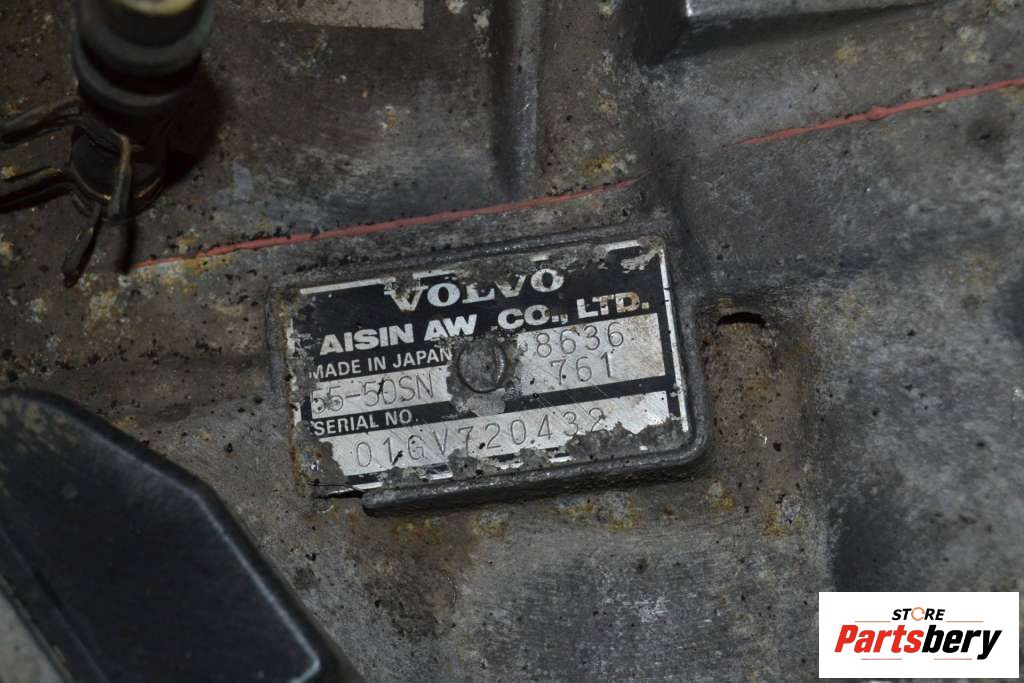 VOLVO
AISIN AW CO., LTD.
MADE IN JAPAN
8636
55-50SN
761
SERIAL NO.
01GV720432
STORE
Partsbery